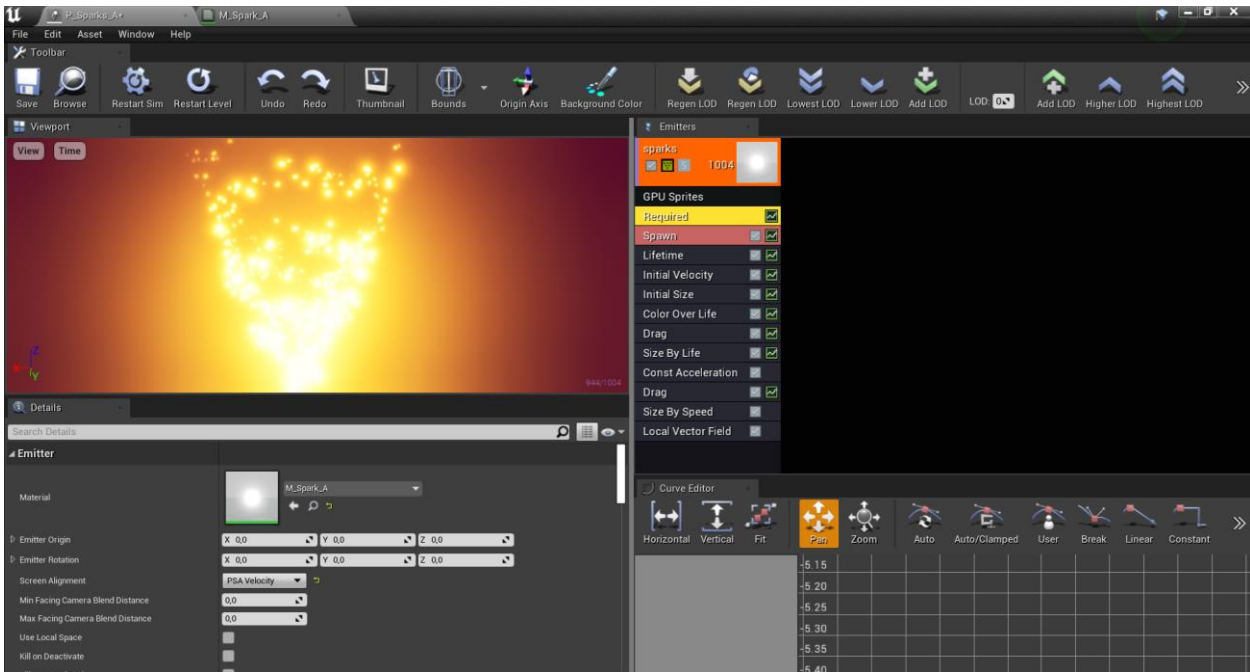 P_Sparks_A•
M_Spark_A
File Edit Asset Window Help
Toolbar
Save Browse Restart Sim Restart Level Undo Redo Thumbnail Bounds Origin Axis Background Color Regen LOD Regen LOD Lowest LOD Lower LOD Add LOD LOD: 0 Add LOD Higher LOD Highest LOD
Viewport
View Time
X
Y
Z
944/1004
Emitters
sparks
1004
GPU Sprites
Required
Spawn
Lifetime
Initial Velocity
Initial Size
Color Over Life
Drag
Size By Life
Const Acceleration
Drag
Size By Speed
Local Vector Field
Details
Search Details
Emitter
Material M_Spark_A
Emitter Origin X 0,0 Y 0,0 Z 0,0
Emitter Rotation X 0,0 Y 0,0 Z 0,0
Screen Alignment PSA Velocity
Min Facing Camera Blend Distance 0,0
Max Facing Camera Blend Distance 0,0
Use Local Space
Kill on Deactivate
Curve Editor
Horizontal Vertical Fit Pan Zoom Auto Auto/Clamped User Break Linear Constant
-5.15
-5.20
-5.25
-5.30
-5.35
-5.40